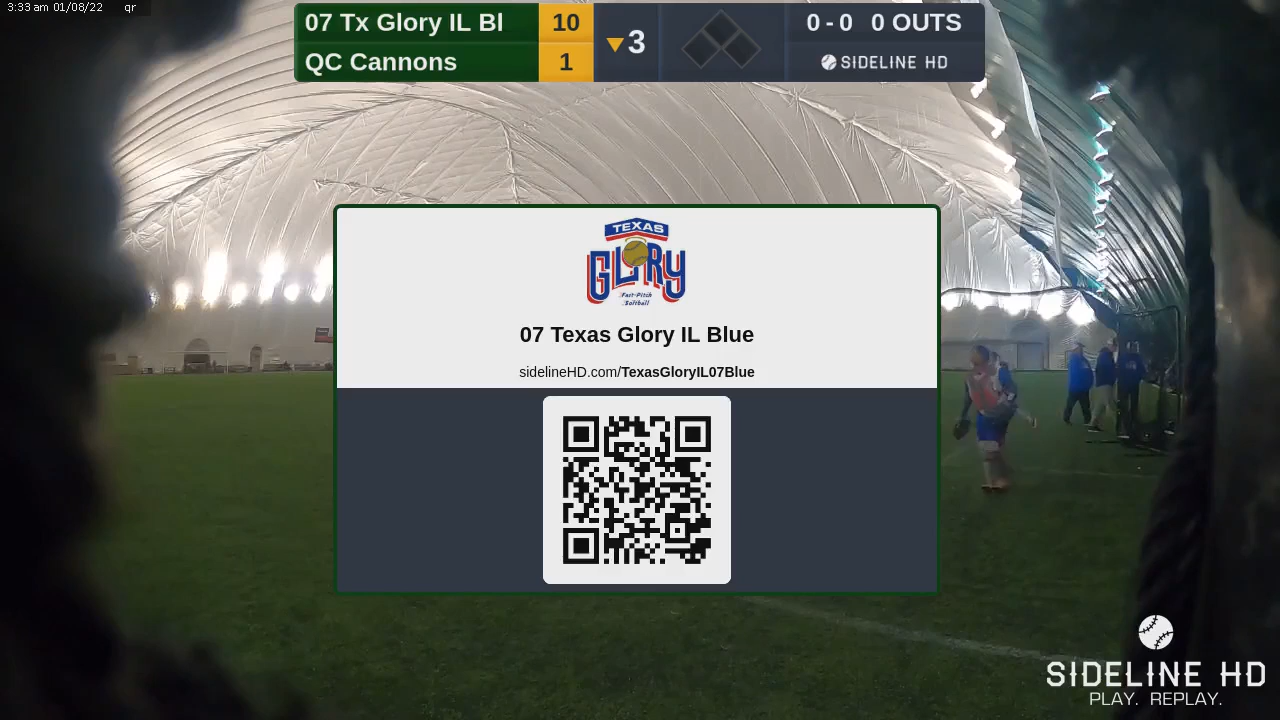 3:33 am 01/08/22 qr
07 Tx Glory IL Bl 10
QC Cannons 1
▼3
0 - 0 0 OUTS
SIDELINE HD
TEXAS
GLORY
Fast-Pitch
Softball
07 Texas Glory IL Blue
sidelineHD.com/TexasGloryIL07Blue
SIDELINE HD
PLAY. REPLAY.